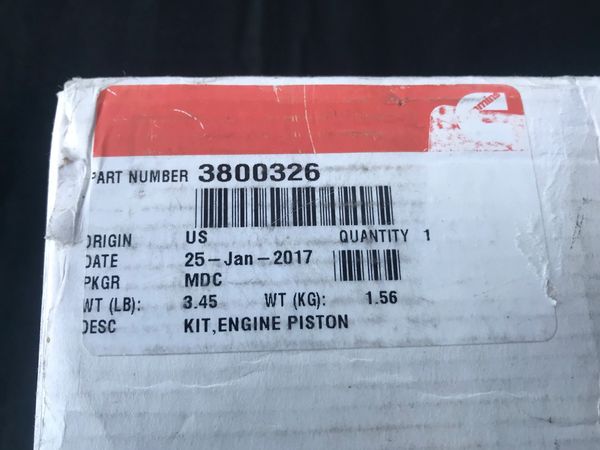 mins
PART NUMBER 3800326
ORIGIN US QUANTITY 1
DATE 25-Jan-2017
PKGR MDC
WT (LB): 3.45 WT (KG): 1.56
DESC KIT,ENGINE PISTON